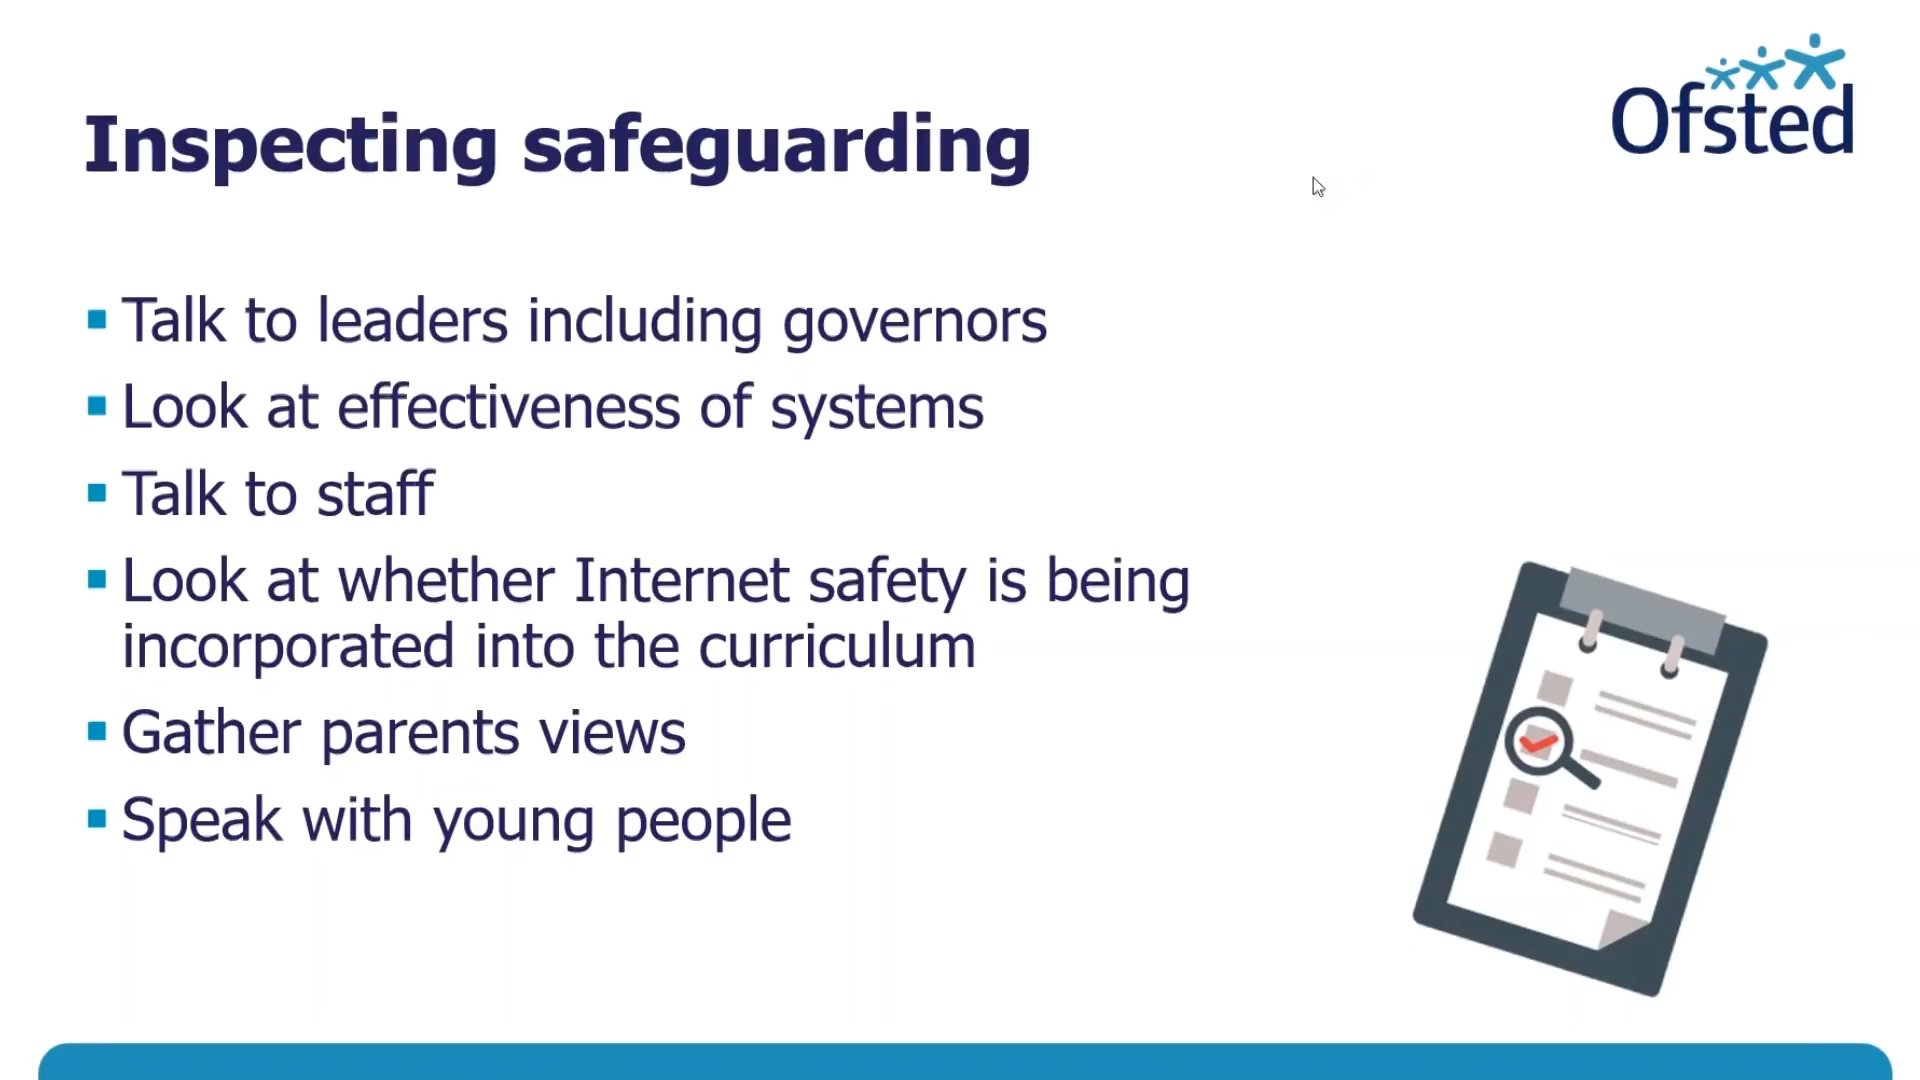 Ofsted
Inspecting safeguarding
Talk to leaders including governors
Look at effectiveness of systems
Talk to staff
Look at whether Internet safety is being
incorporated into the curriculum
Gather parents views
Speak with young people